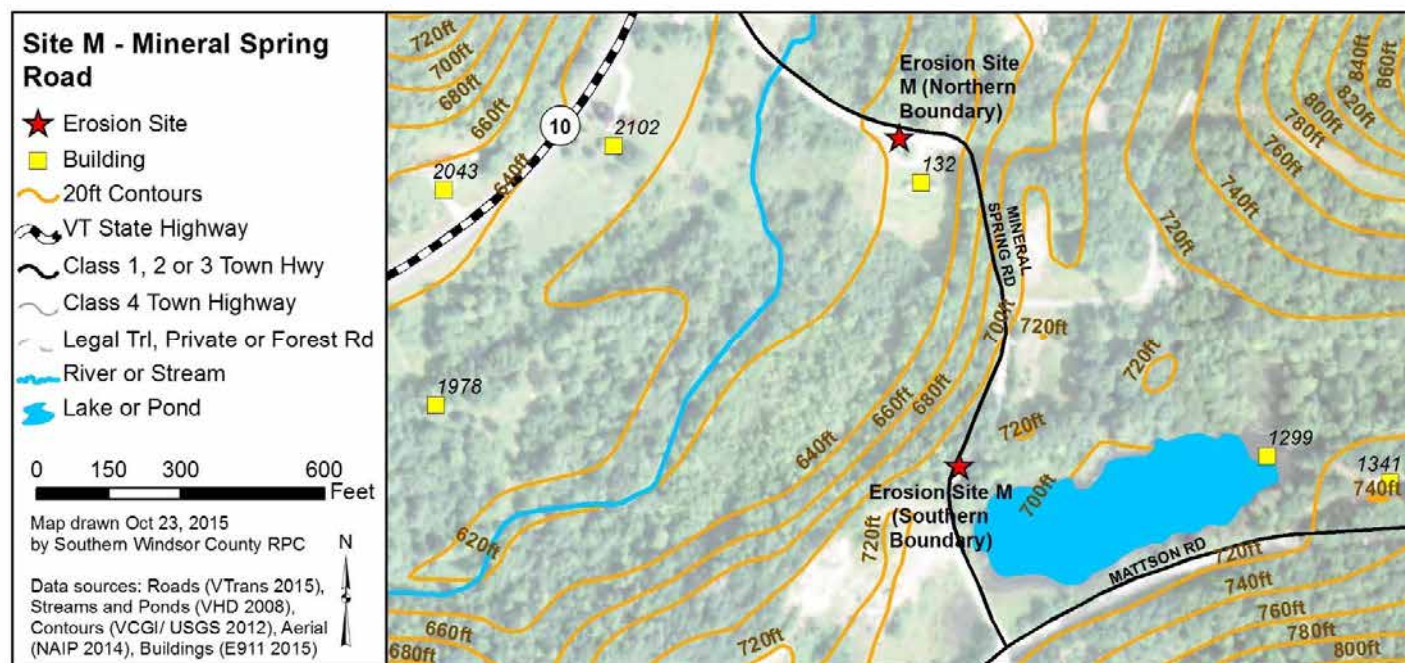 Site M - Mineral Spring
Road
Erosion Site
Building
20ft Contours
VT State Highway
Class 1, 2 or 3 Town Hwy
Class 4 Town Highway
Legal Trl, Private or Forest Rd
River or Stream
Lake or Pond
0 150 300 600
Feet
Map drawn Oct 23, 2015
by Southern Windsor County RPC
N
Data sources: Roads (VTrans 2015),
Streams and Ponds (VHD 2008),
Contours (VCGI/ USGS 2012), Aerial
(NAIP 2014), Buildings (E911 2015)
720ft
700ft
680ft
660ft
640ft
10
2102
2043
1978
620ft
660ft
680ft
Erosion Site
M (Northern
Boundary)
132
MINERAL
SPRING RD
700ft
680ft
660ft
640ft
720ft
720ft
720ft
700ft
Erosion Site M
(Southern
Boundary)
720ft
720ft
840ft
860ft
820ft
800ft
780ft
760ft
740ft
720ft
1299
1341
740ft
MATTSON RD
720ft
740ft
760ft
780ft
800ft